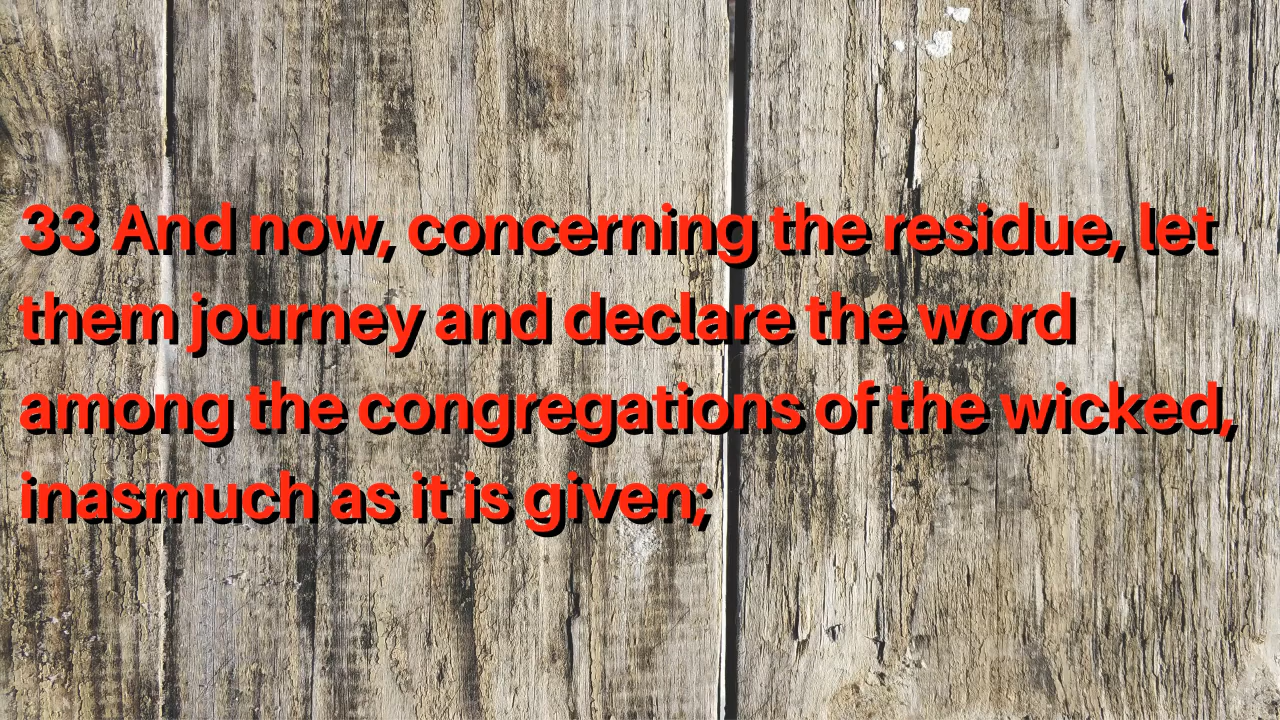 33 And now, concerning the residue, let
them journey and declare the word
among the congregations of the wicked,
inasmuch as it is given;